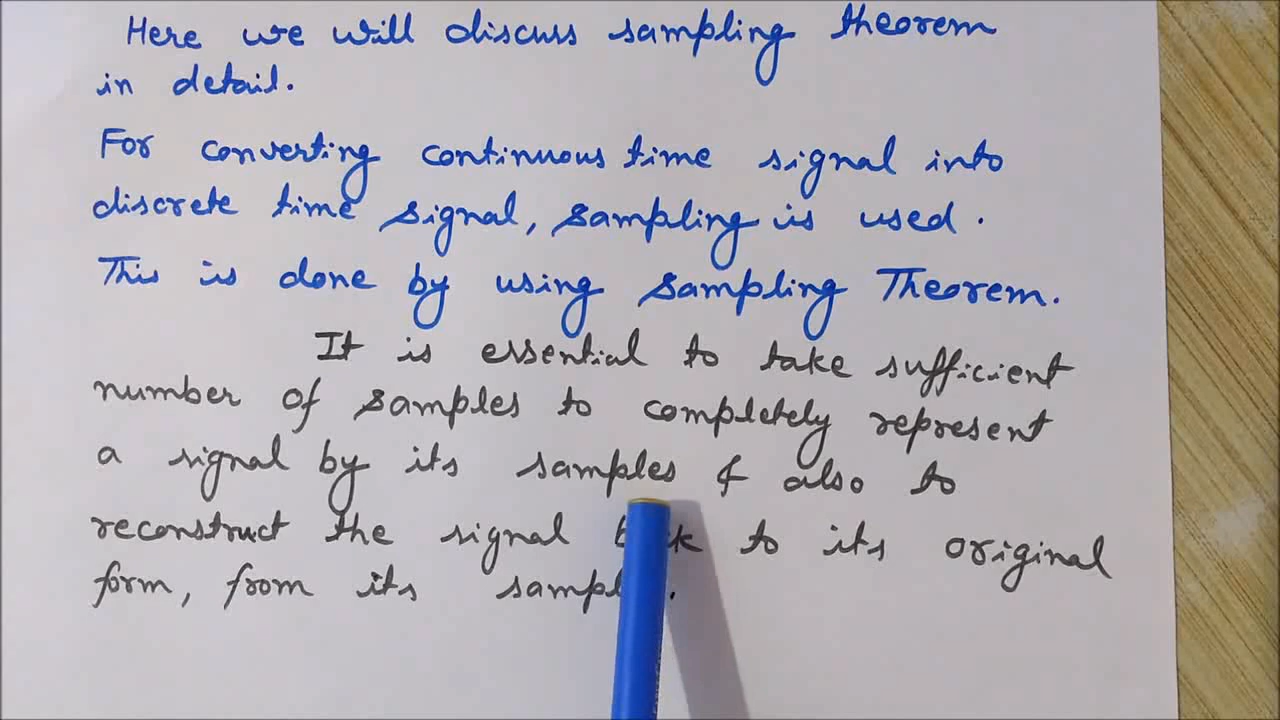 Here we will discuss sampling theorem
in detail.
For converting continuous time signal into
discrete time signal, sampling is used.
This is done by using Sampling Theorem.
It is essential to take sufficient
number of samples to completely represent
a signal by its samples & also to
reconstruct the signal to its original
form, from its